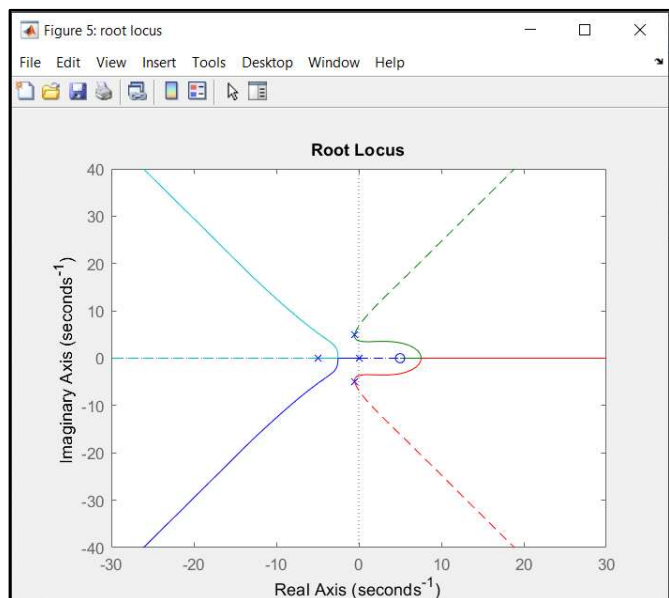 Figure 5: root locus
File Edit View Insert Tools Desktop Window Help
Root Locus
40
30
20
10
0
-10
-20
-30
-40
Imaginary Axis (seconds⁻¹)
-30 -20 -10 0 10 20 30
Real Axis (seconds⁻¹)